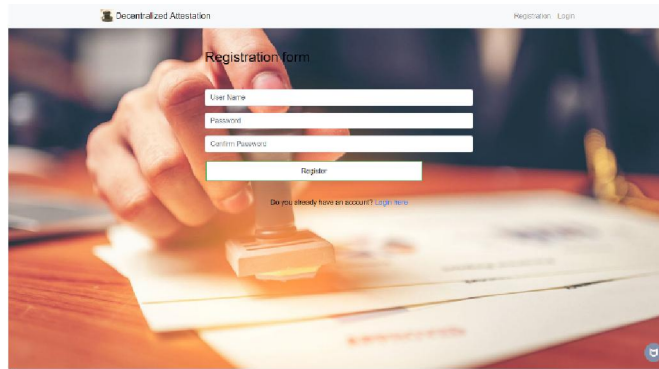 Decentralized Attestation
Registration Login
Registration form
User Name
Password
Confirm Password
Register
Do you already have an account? Login here